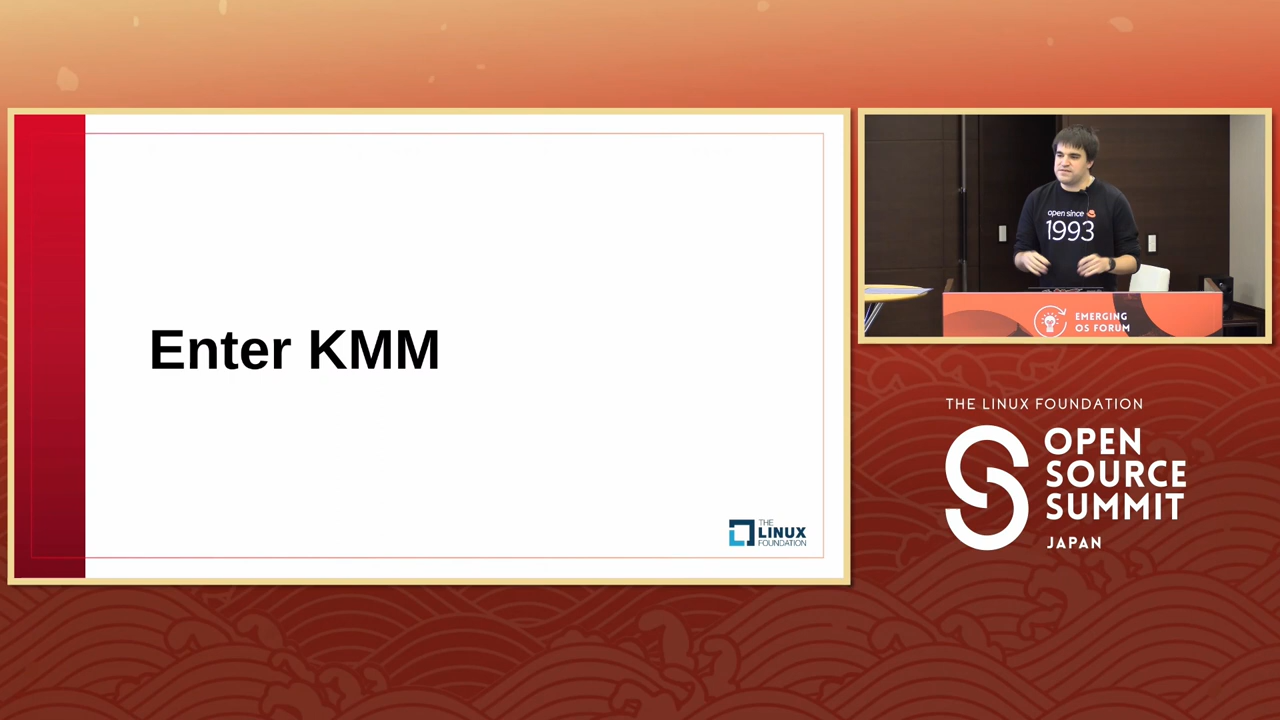 Enter KMM
THE
LINUX
FOUNDATION
open since
1993
EMERGING
OS FORUM
THE LINUX FOUNDATION
OPEN
SOURCE
SUMMIT
JAPAN